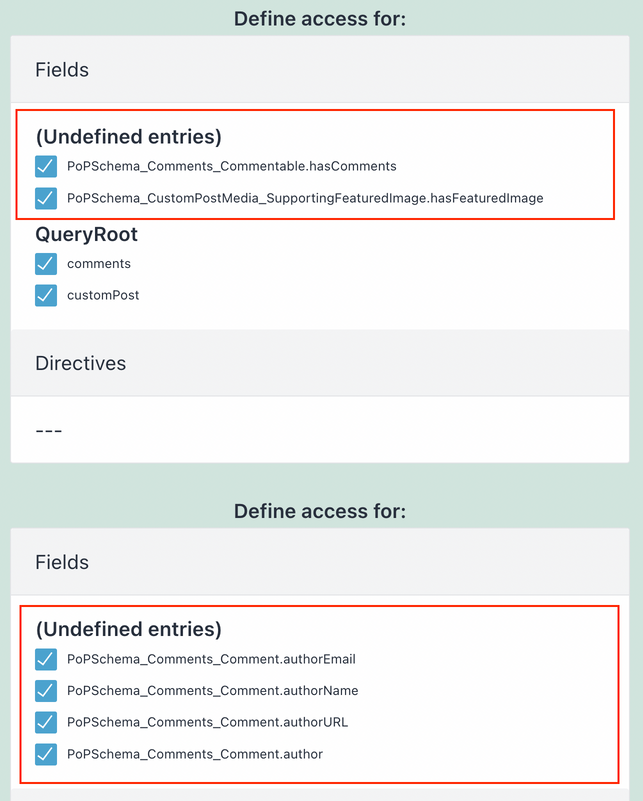 Define access for:
Fields
(Undefined entries)
PoPSchema_Comments_Commentable.hasComments
PoPSchema_CustomPostMedia_SupportingFeaturedImage.hasFeaturedImage
QueryRoot
comments
customPost
Directives
---
Define access for:
Fields
(Undefined entries)
PoPSchema_Comments_Comment.authorEmail
PoPSchema_Comments_Comment.authorName
PoPSchema_Comments_Comment.authorURL
PoPSchema_Comments_Comment.author